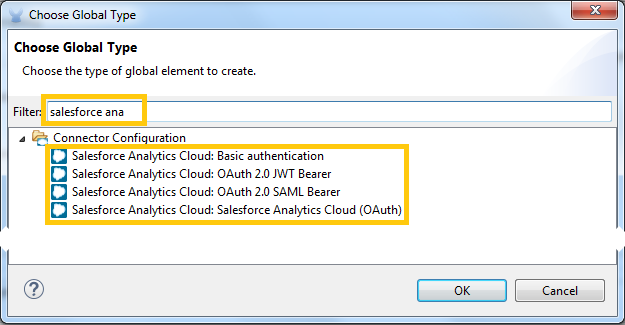 Choose Global Type
Choose Global Type
Choose the type of global element to create.
Filter: salesforce ana
Connector Configuration
Salesforce Analytics Cloud: Basic authentication
Salesforce Analytics Cloud: OAuth 2.0 JWT Bearer
Salesforce Analytics Cloud: OAuth 2.0 SAML Bearer
Salesforce Analytics Cloud: Salesforce Analytics Cloud (OAuth)
? OK Cancel